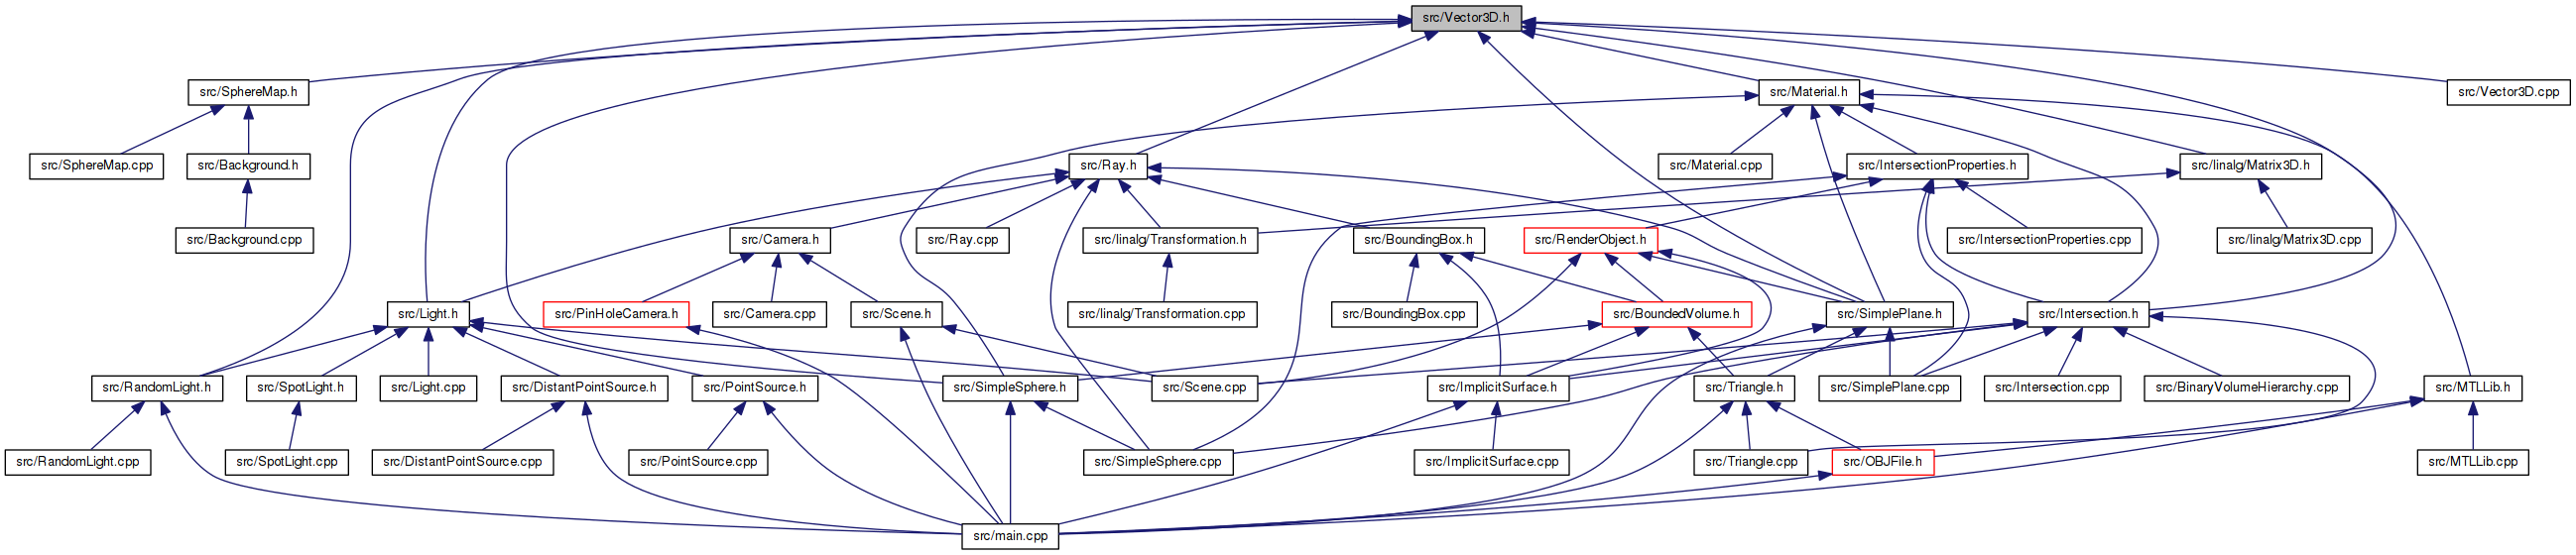 src/Vector3D.h
src/SphereMap.h
src/Material.h
src/Vector3D.cpp
src/SphereMap.cpp
src/Background.h
src/Ray.h
src/Material.cpp
src/IntersectionProperties.h
src/linalg/Matrix3D.h
src/Background.cpp
src/Camera.h
src/Ray.cpp
src/linalg/Transformation.h
src/BoundingBox.h
src/RenderObject.h
src/IntersectionProperties.cpp
src/linalg/Matrix3D.cpp
src/Light.h
src/PinHoleCamera.h
src/Camera.cpp
src/Scene.h
src/linalg/Transformation.cpp
src/BoundingBox.cpp
src/BoundedVolume.h
src/SimplePlane.h
src/Intersection.h
src/RandomLight.h
src/SpotLight.h
src/Light.cpp
src/DistantPointSource.h
src/PointSource.h
src/SimpleSphere.h
src/Scene.cpp
src/ImplicitSurface.h
src/Triangle.h
src/SimplePlane.cpp
src/Intersection.cpp
src/BinaryVolumeHierarchy.cpp
src/MTLLib.h
src/RandomLight.cpp
src/SpotLight.cpp
src/DistantPointSource.cpp
src/PointSource.cpp
src/SimpleSphere.cpp
src/ImplicitSurface.cpp
src/Triangle.cpp
src/OBJFile.h
src/MTLLib.cpp
src/main.cpp